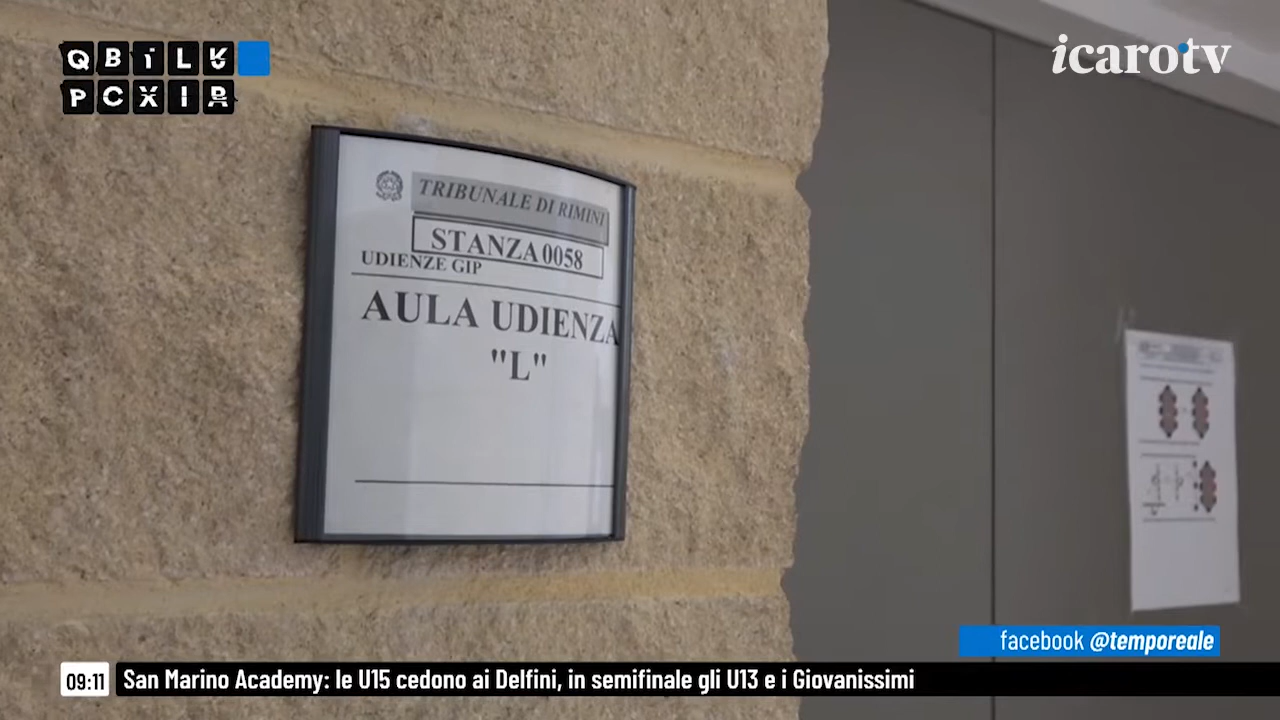 icarotv
TRIBUNALE DI RIMINI
STANZA 0058
UDIENZE GIP
AULA UDIENZA
"L"
facebook @temporeale
09:11 San Marino Academy: le U15 cedono ai Delfini, in semifinale gli U13 e i Giovanissimi